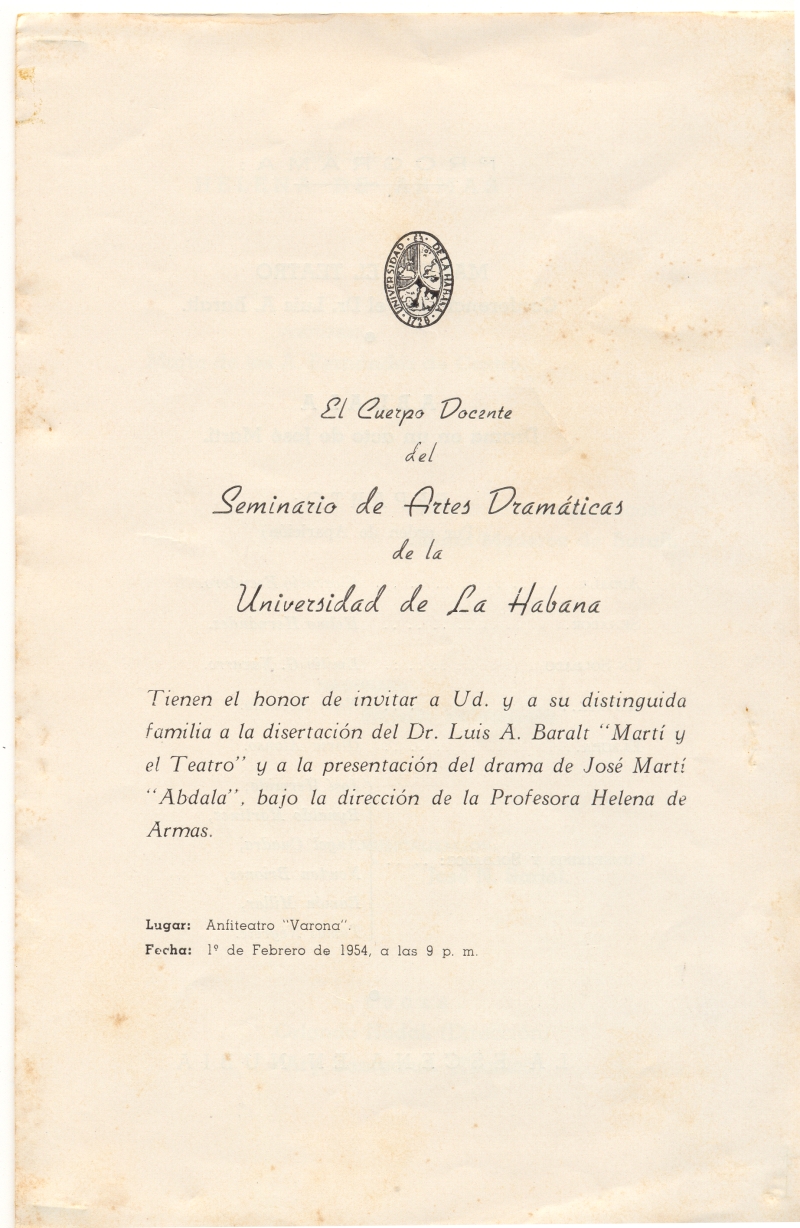 UNIVERSIDAD DE LA HABANA
1728
El Cuerpo Docente
del
Seminario de Artes Dramáticas
de la
Universidad de La Habana
Tienen el honor de invitar a Ud. y a su distinguida
familia a la disertación del Dr. Luis A. Baralt "Martí y
el Teatro" y a la presentación del drama de José Martí
"Abdala", bajo la dirección de la Profesora Helena de
Armas.
Lugar: Anfiteatro "Varona".
Fecha: 1º de Febrero de 1954, a las 9 p. m.